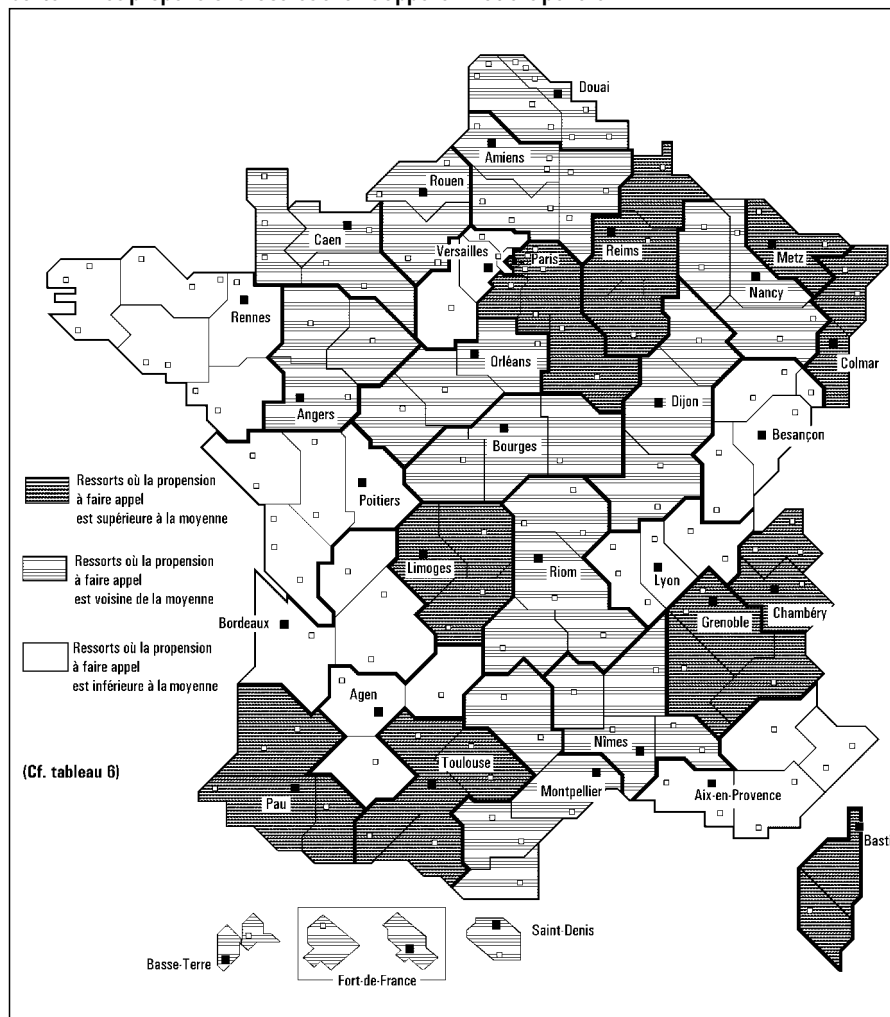 Douai
Amiens
Rouen
Caen
Reims
Versailles
Paris
Metz
Nancy
Rennes
Orléans
Colmar
Angers
Dijon
Bourges
Besançon
Ressorts où la propension
à faire appel
est supérieure à la moyenne
Poitiers
Ressorts où la propension
à faire appel
est voisine de la moyenne
Limoges
Riom
Lyon
Chambéry
Grenoble
Bordeaux
Ressorts où la propension
à faire appel
est inférieure à la moyenne
Agen
Nîmes
Toulouse
(Cf. tableau 6)
Montpellier
Aix-en-Provence
Pau
Basti
Saint-Denis
Basse-Terre
Fort-de-France